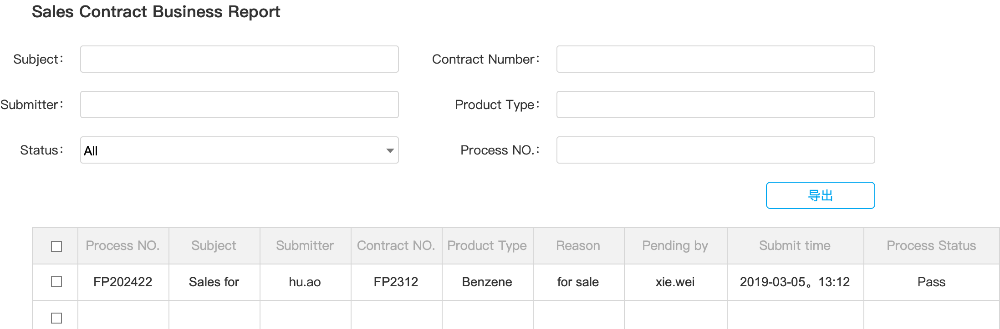 Sales Contract Business Report
Subject：
Contract Number：
Submitter：
Product Type：
Status：
All
Process NO.：
导出
Process NO. Subject Submitter Contract NO. Product Type Reason Pending by Submit time Process Status
FP202422 Sales for hu.ao FP2312 Benzene for sale xie.wei 2019-03-05。13:12 Pass